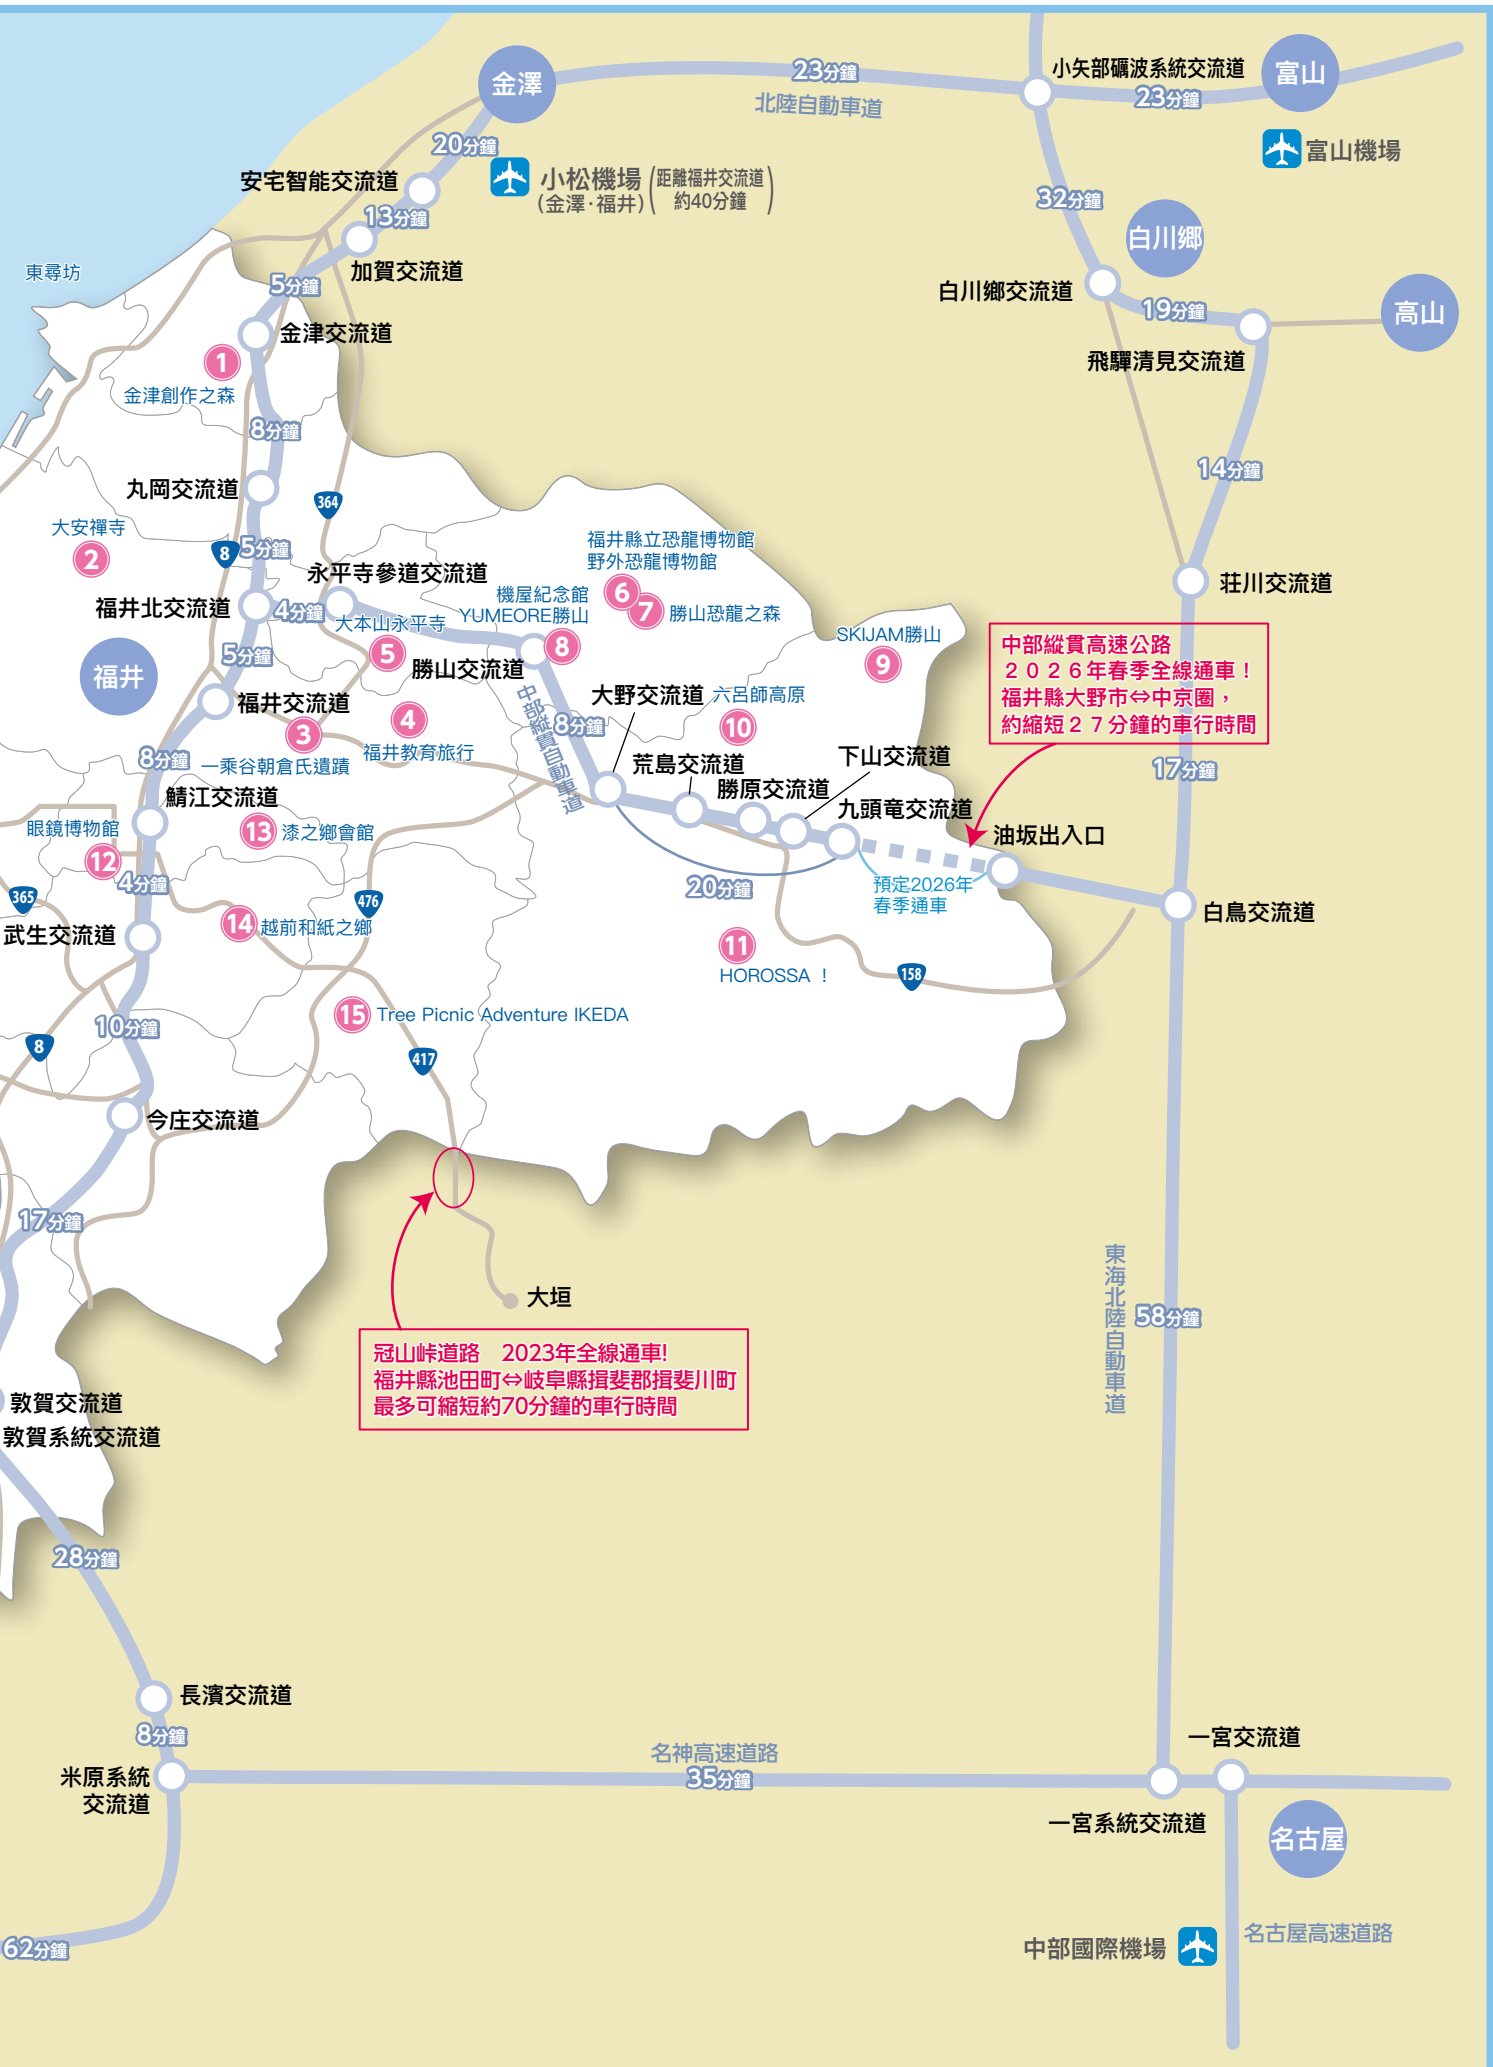 金澤
23分鐘
北陸自動車道
小矢部礪波系統交流道
23分鐘
富山
富山機場
20分鐘
安宅智能交流道
小松機場
(金澤·福井)
(距離福井交流道
約40分鐘)
13分鐘
加賀交流道
32分鐘
白川鄉
白川鄉交流道
19分鐘
高山
飛驒清見交流道
東尋坊
5分鐘
金津交流道
1
金津創作之森
8分鐘
14分鐘
丸岡交流道
364
大安禪寺
2
8
5分鐘
永平寺參道交流道
福井縣立恐龍博物館
野外恐龍博物館
6
7
勝山恐龍之森
機屋紀念館
YUMEORE勝山
8
莊川交流道
福井北交流道
4分鐘
大本山永平寺
5
SKIJAM勝山
9
中部縱貫高速公路
２０２６年春季全線通車！
福井縣大野市⇔中京圈，
約縮短２７分鐘的車行時間
福井
5分鐘
勝山交流道
福井交流道
3
一乘谷朝倉氏遺蹟
4
福井教育旅行
中部縱貫自動車道
8分鐘
大野交流道
六呂師高原
10
荒島交流道
下山交流道
勝原交流道
九頭竜交流道
17分鐘
8分鐘
鯖江交流道
眼鏡博物館
12
13
漆之鄉會館
油坂出入口
20分鐘
預定2026年
春季通車
4分鐘
365
476
武生交流道
14
越前和紙之鄉
白鳥交流道
11
HOROSSA ！
158
10分鐘
15
Tree Picnic Adventure IKEDA
8
417
今庄交流道
17分鐘
大垣
東海北陸自動車道
58分鐘
冠山峠道路　2023年全線通車!
福井縣池田町⇔岐阜縣揖斐郡揖斐川町
最多可縮短約70分鐘的車行時間
敦賀交流道
敦賀系統交流道
28分鐘
長濱交流道
8分鐘
米原系統
交流道
名神高速道路
35分鐘
一宮交流道
一宮系統交流道
名古屋
62分鐘
中部國際機場
名古屋高速道路